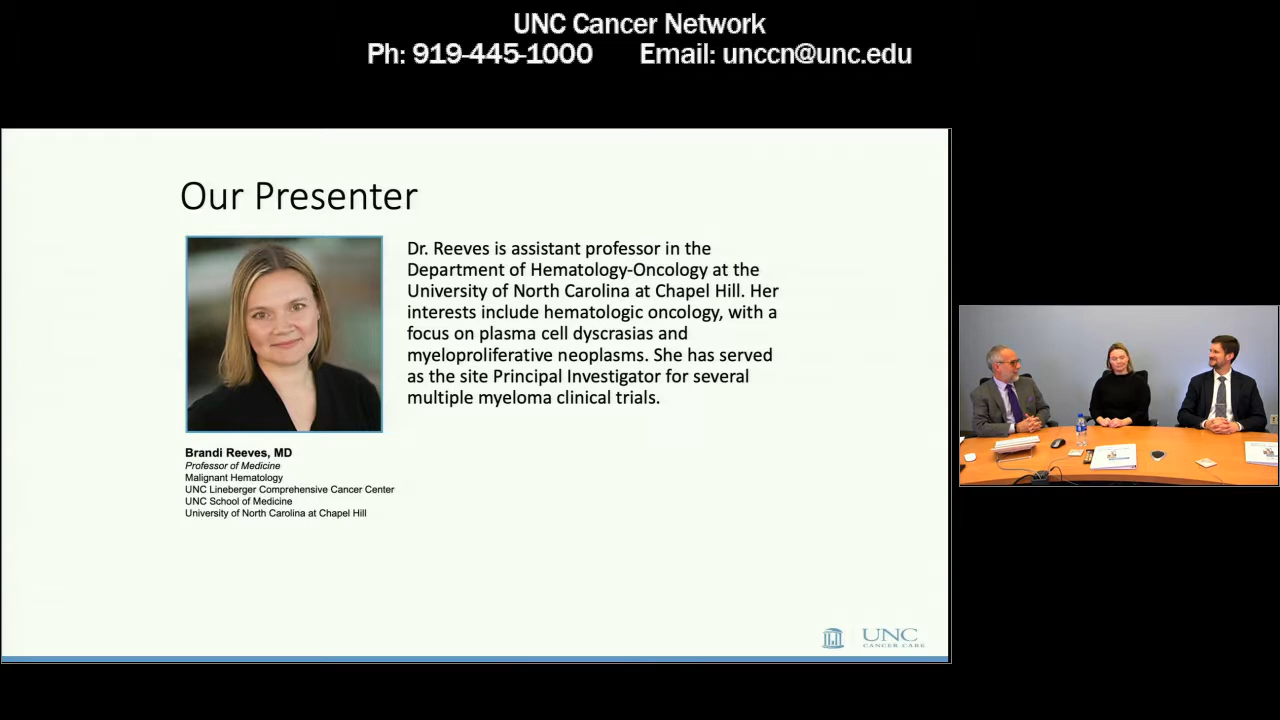 UNC Cancer Network
Ph: 919-445-1000 Email: unccn@unc.edu
Our Presenter
Dr. Reeves is assistant professor in the
Department of Hematology-Oncology at the
University of North Carolina at Chapel Hill. Her
interests include hematologic oncology, with a
focus on plasma cell dyscrasias and
myeloproliferative neoplasms. She has served
as the site Principal Investigator for several
multiple myeloma clinical trials.
Brandi Reeves, MD
Professor of Medicine
Malignant Hematology
UNC Lineberger Comprehensive Cancer Center
UNC School of Medicine
University of North Carolina at Chapel Hill
UNC
CANCER CARE